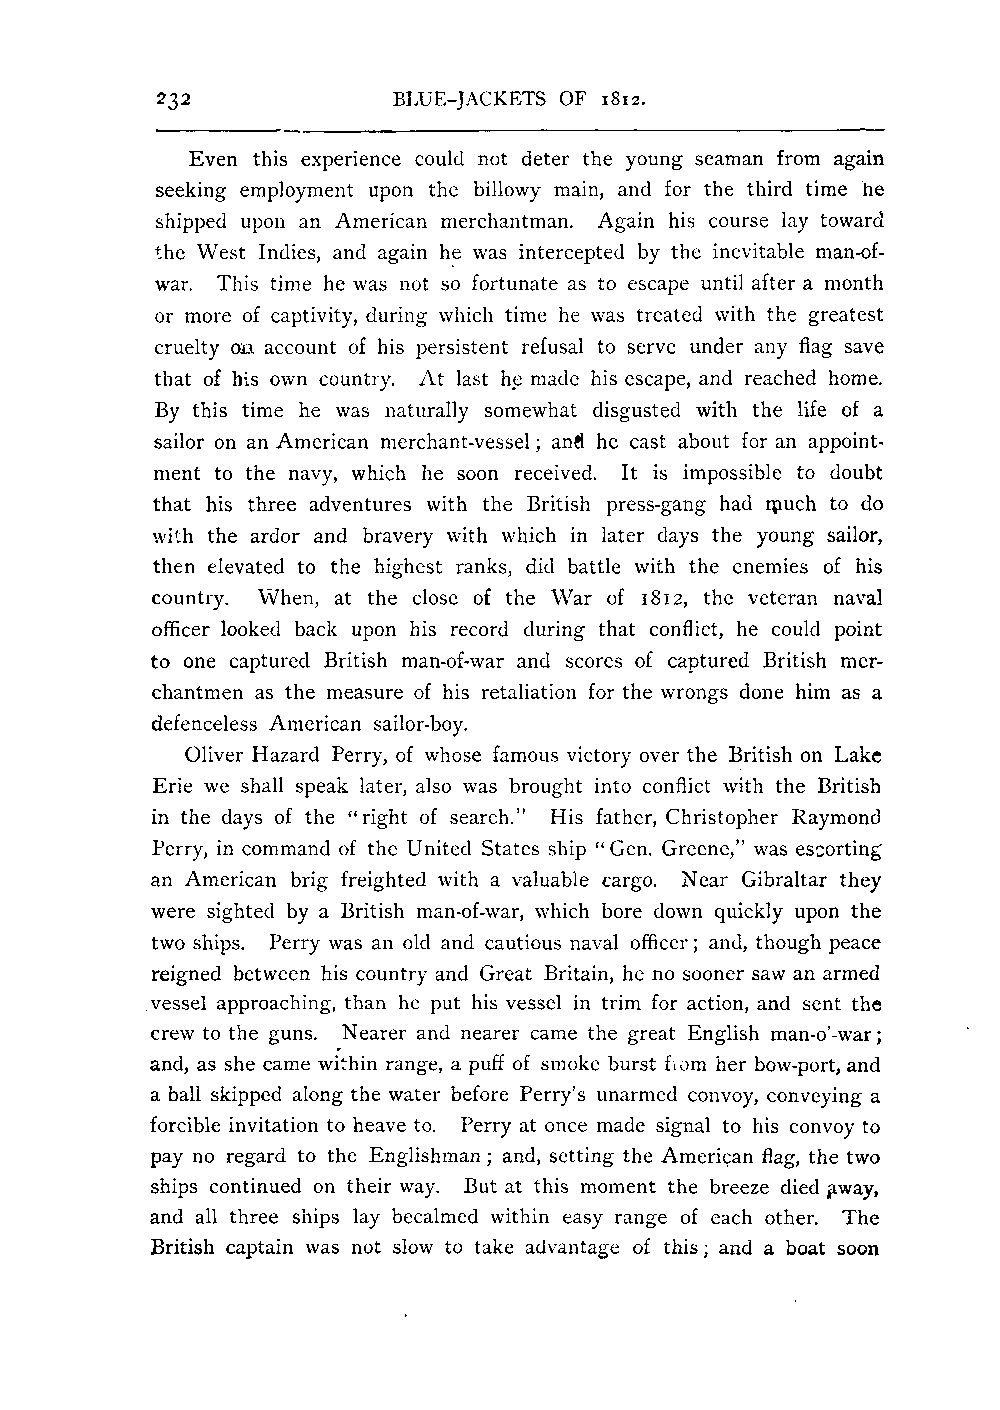 232 BLUE-JACKETS OF 1812.
Even this experience could not deter the young seaman from again
seeking employment upon the billowy main, and for the third time he
shipped upon an American merchantman. Again his course lay toward
the West Indies, and again he was intercepted by the inevitable man-of-
war. This time he was not so fortunate as to escape until after a month
or more of captivity, during which time he was treated with the greatest
cruelty on account of his persistent refusal to serve under any flag save
that of his own country. At last he made his escape, and reached home.
By this time he was naturally somewhat disgusted with the life of a
sailor on an American merchant-vessel; and he cast about for an appoint-
ment to the navy, which he soon received. It is impossible to doubt
that his three adventures with the British press-gang had much to do
with the ardor and bravery with which in later days the young sailor,
then elevated to the highest ranks, did battle with the enemies of his
country. When, at the close of the War of 1812, the veteran naval
officer looked back upon his record during that conflict, he could point
to one captured British man-of-war and scores of captured British mer-
chantmen as the measure of his retaliation for the wrongs done him as a
defenceless American sailor-boy.
Oliver Hazard Perry, of whose famous victory over the British on Lake
Erie we shall speak later, also was brought into conflict with the British
in the days of the "right of search." His father, Christopher Raymond
Perry, in command of the United States ship "Gen. Greene," was escorting
an American brig freighted with a valuable cargo. Near Gibraltar they
were sighted by a British man-of-war, which bore down quickly upon the
two ships. Perry was an old and cautious naval officer; and, though peace
reigned between his country and Great Britain, he no sooner saw an armed
vessel approaching, than he put his vessel in trim for action, and sent the
crew to the guns. Nearer and nearer came the great English man-o'-war;
and, as she came within range, a puff of smoke burst from her bow-port, and
a ball skipped along the water before Perry's unarmed convoy, conveying a
forcible invitation to heave to. Perry at once made signal to his convoy to
pay no regard to the Englishman; and, setting the American flag, the two
ships continued on their way. But at this moment the breeze died away,
and all three ships lay becalmed within easy range of each other. The
British captain was not slow to take advantage of this; and a boat soon